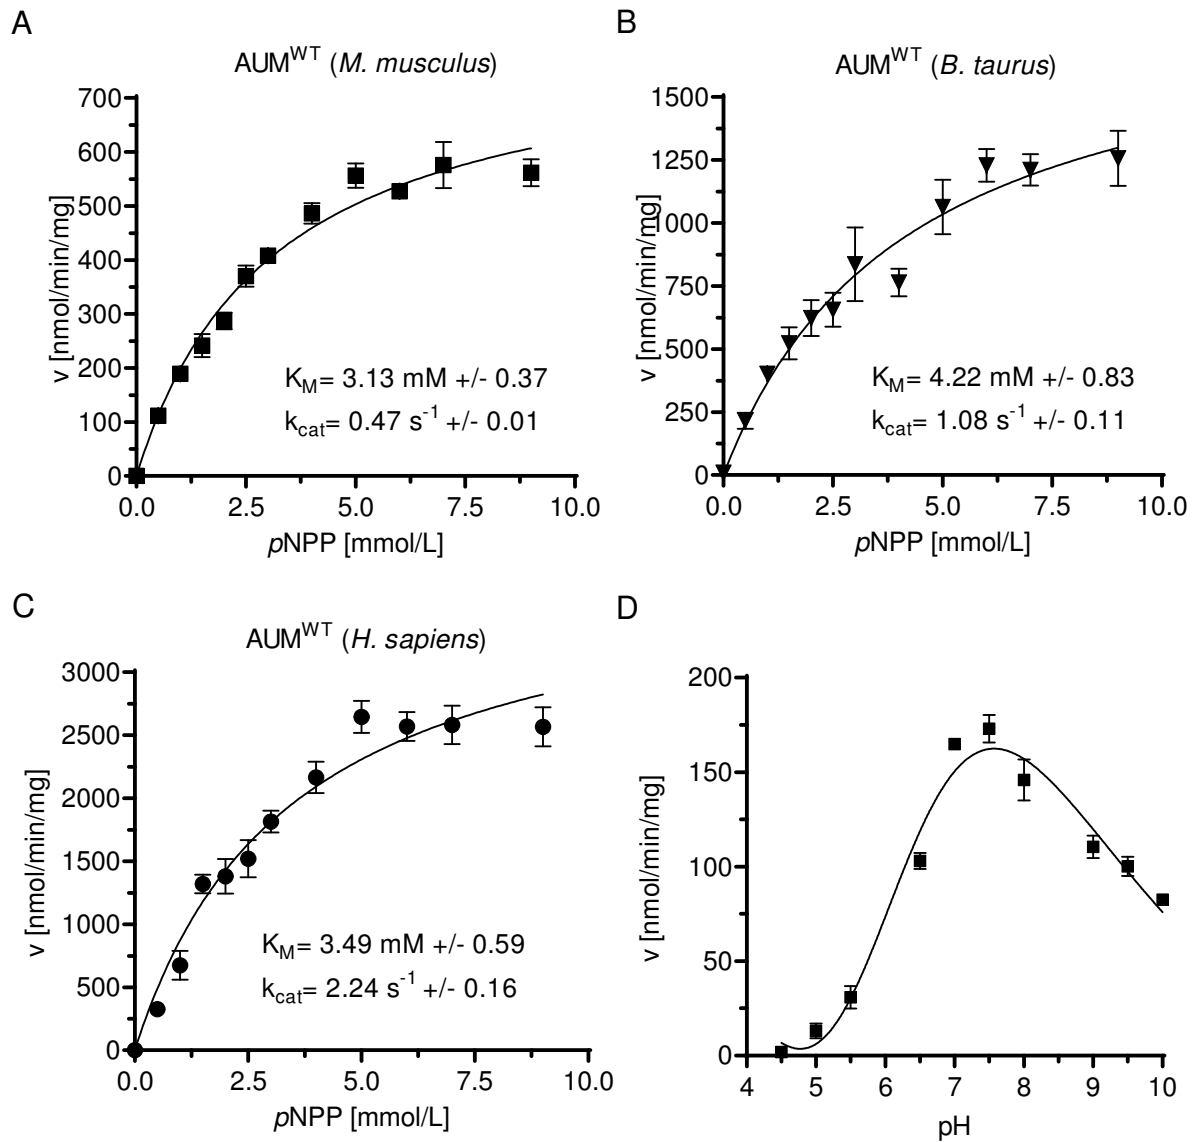 A
AUM^WT (M. musculus)
700
600
500
400
300
200
100
0
v [nmol/min/mg]
K_M= 3.13 mM +/- 0.37
k_cat= 0.47 s^-1 +/- 0.01
0.0 2.5 5.0 7.5 10.0
pNPP [mmol/L]
B
AUM^WT (B. taurus)
1500
1250
1000
750
500
250
0
v [nmol/min/mg]
K_M= 4.22 mM +/- 0.83
k_cat= 1.08 s^-1 +/- 0.11
0.0 2.5 5.0 7.5 10.0
pNPP [mmol/L]
C
AUM^WT (H. sapiens)
3000
2500
2000
1500
1000
500
0
v [nmol/min/mg]
K_M= 3.49 mM +/- 0.59
k_cat= 2.24 s^-1 +/- 0.16
0.0 2.5 5.0 7.5 10.0
pNPP [mmol/L]
D
200
150
100
50
0
v [nmol/min/mg]
4 5 6 7 8 9 10
pH